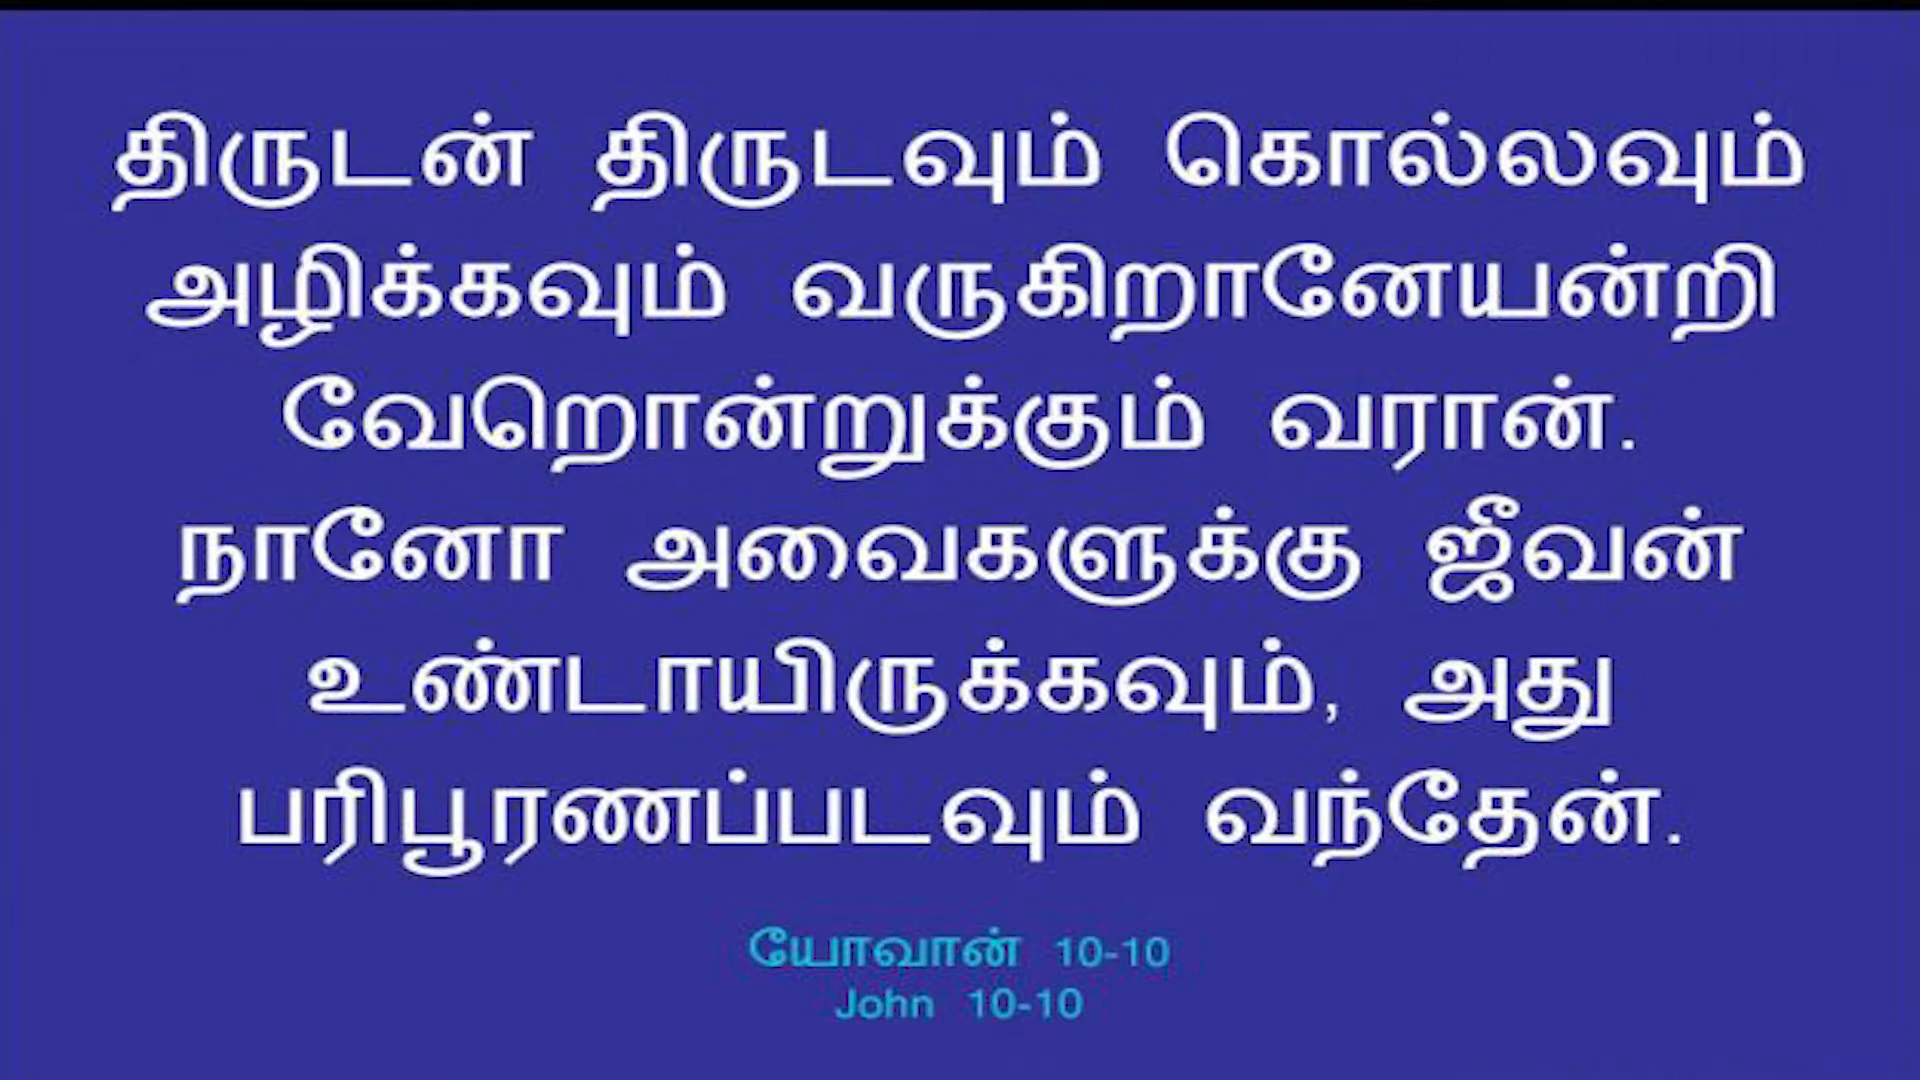 திருடன் திருடவும் கொல்லவும்
அழிக்கவும் வருகிறானேயன்றி
வேறொன்றுக்கும் வரான்.
நானோ அவைகளுக்கு ஜீவன்
உண்டாயிருக்கவும், அது
பரிபூரணப்படவும் வந்தேன்.
யோவான் 10-10
John 10-10